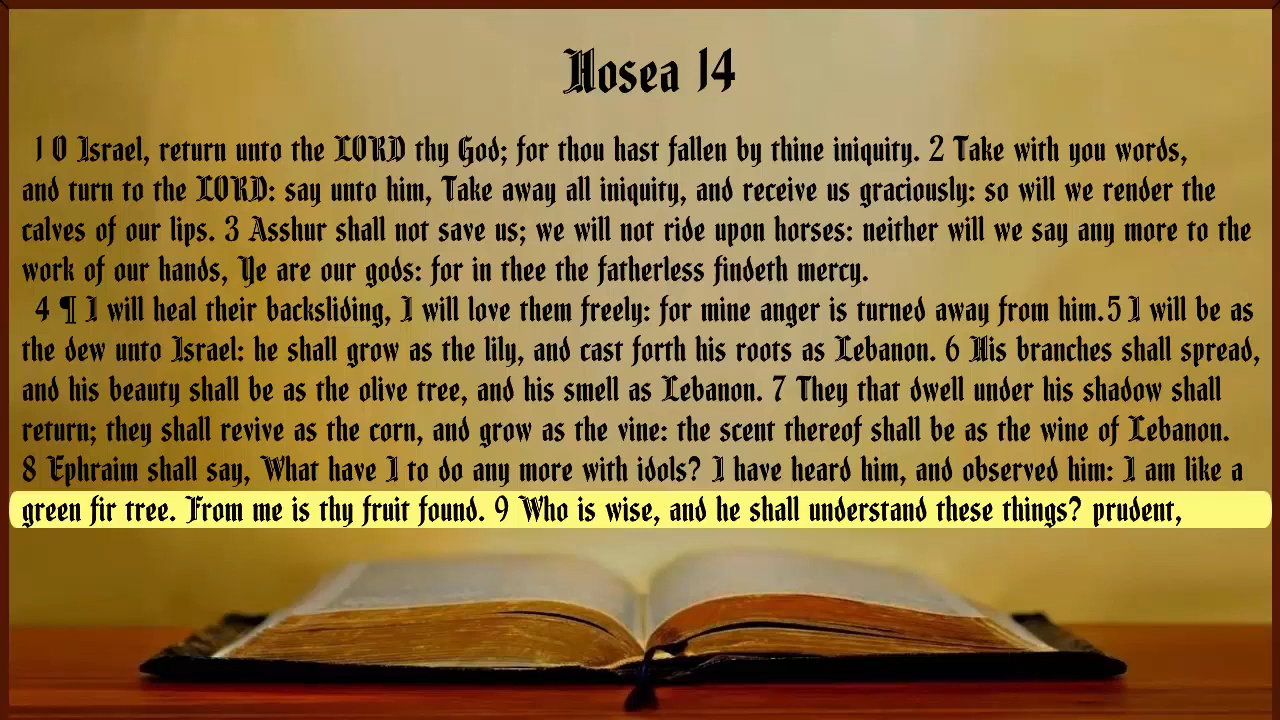 Hosea 14
1 O Israel, return unto the LORD thy God; for thou hast fallen by thine iniquity. 2 Take with you words,
and turn to the LORD: say unto him, Take away all iniquity, and receive us graciously: so will we render the
calves of our lips. 3 Asshur shall not save us; we will not ride upon horses: neither will we say any more to the
work of our hands, Ye are our gods: for in thee the fatherless findeth mercy.
4 ¶ I will heal their backsliding, I will love them freely: for mine anger is turned away from him.5 I will be as
the dew unto Israel: he shall grow as the lily, and cast forth his roots as Lebanon. 6 His branches shall spread,
and his beauty shall be as the olive tree, and his smell as Lebanon. 7 They that dwell under his shadow shall
return; they shall revive as the corn, and grow as the vine: the scent thereof shall be as the wine of Lebanon.
8 Ephraim shall say, What have I to do any more with idols? I have heard him, and observed him: I am like a
green fir tree. From me is thy fruit found. 9 Who is wise, and he shall understand these things? prudent,